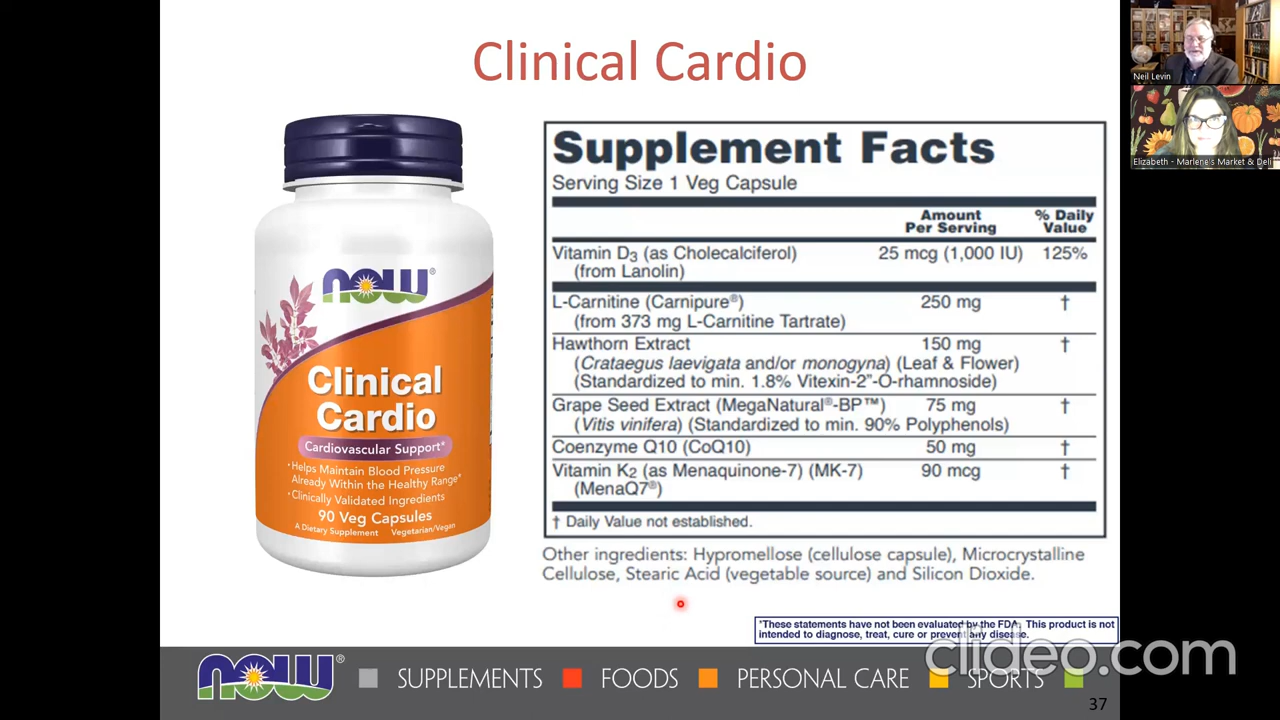 Clinical Cardio
Neil Levin
Elizabeth - Marlene's Market & Deli
NOW®
Clinical
Cardio
Cardiovascular Support*
• Helps Maintain Blood Pressure
Already Within the Healthy Range*
• Clinically Validated Ingredients
90 Veg Capsules
A Dietary Supplement Vegetarian/Vegan
Supplement Facts
Serving Size 1 Veg Capsule
Amount Per Serving % Daily Value
Vitamin D3 (as Cholecalciferol) 25 mcg (1,000 IU) 125%
(from Lanolin)
L-Carnitine (Carnipure®) 250 mg †
(from 373 mg L-Carnitine Tartrate)
Hawthorn Extract 150 mg †
(Crataegus laevigata and/or monogyna) (Leaf & Flower)
(Standardized to min. 1.8% Vitexin-2”-O-rhamnoside)
Grape Seed Extract (MegaNatural®-BP™) 75 mg †
(Vitis vinifera) (Standardized to min. 90% Polyphenols)
Coenzyme Q10 (CoQ10) 50 mg †
Vitamin K2 (as Menaquinone-7) (MK-7) 90 mcg †
(MenaQ7®)
† Daily Value not established.
Other ingredients: Hypromellose (cellulose capsule), Microcrystalline
Cellulose, Stearic Acid (vegetable source) and Silicon Dioxide.
*These statements have not been evaluated by the FDA. This product is not
intended to diagnose, treat, cure or prevent any disease.
clideo.com
NOW® SUPPLEMENTS FOODS PERSONAL CARE SPORTS
37